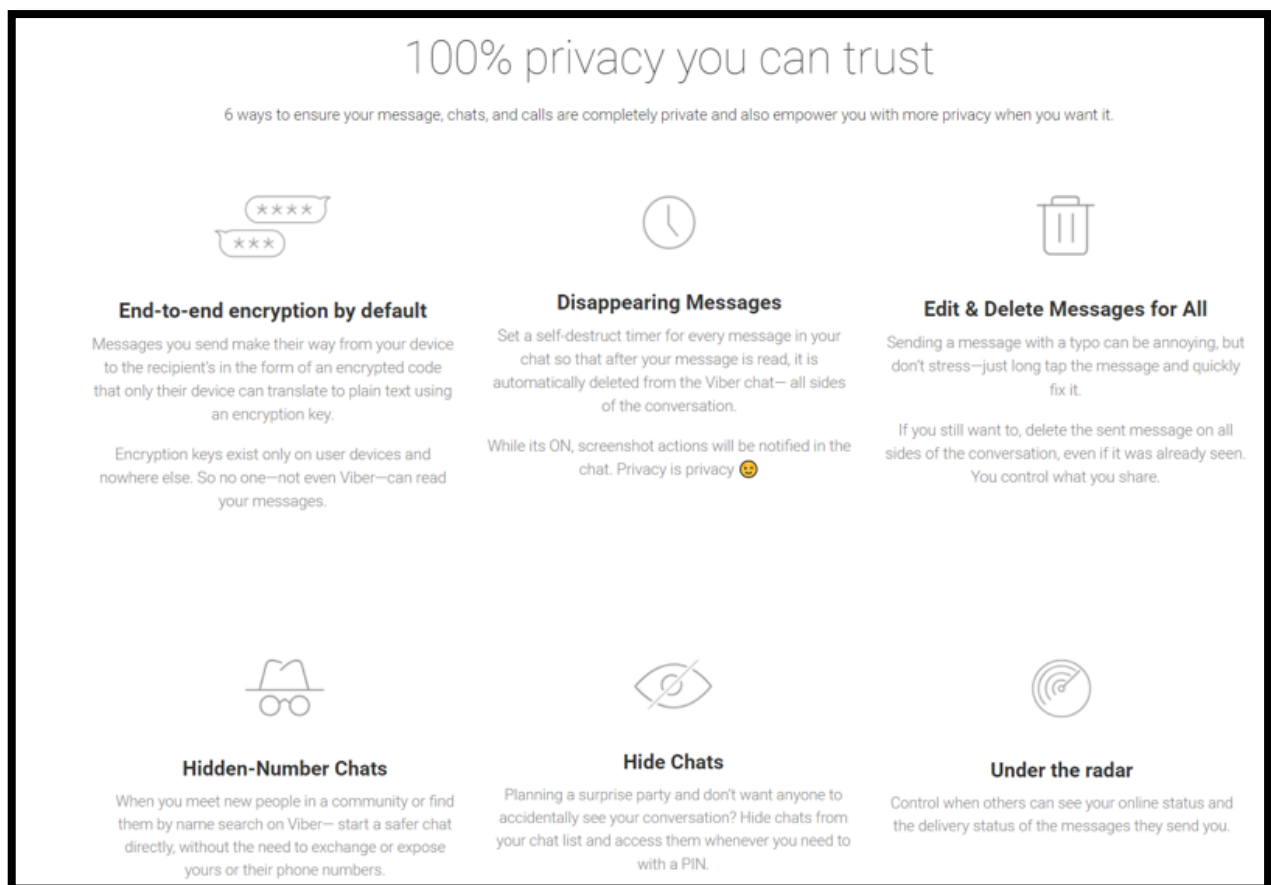 100% privacy you can trust
6 ways to ensure your message, chats, and calls are completely private and also empower you with more privacy when you want it.
****
***
End-to-end encryption by default
Messages you send make their way from your device
to the recipient's in the form of an encrypted code
that only their device can translate to plain text using
an encryption key.
Encryption keys exist only on user devices and
nowhere else. So no one—not even Viber—can read
your messages.
Disappearing Messages
Set a self-destruct timer for every message in your
chat so that after your message is read, it is
automatically deleted from the Viber chat— all sides
of the conversation.
While its ON, screenshot actions will be notified in the
chat. Privacy is privacy 😉
Edit & Delete Messages for All
Sending a message with a typo can be annoying, but
don't stress—just long tap the message and quickly
fix it.
If you still want to, delete the sent message on all
sides of the conversation, even if it was already seen.
You control what you share.
Hidden-Number Chats
When you meet new people in a community or find
them by name search on Viber— start a safer chat
directly, without the need to exchange or expose
yours or their phone numbers.
Hide Chats
Planning a surprise party and don't want anyone to
accidentally see your conversation? Hide chats from
your chat list and access them whenever you need to
with a PIN.
Under the radar
Control when others can see your online status and
the delivery status of the messages they send you.